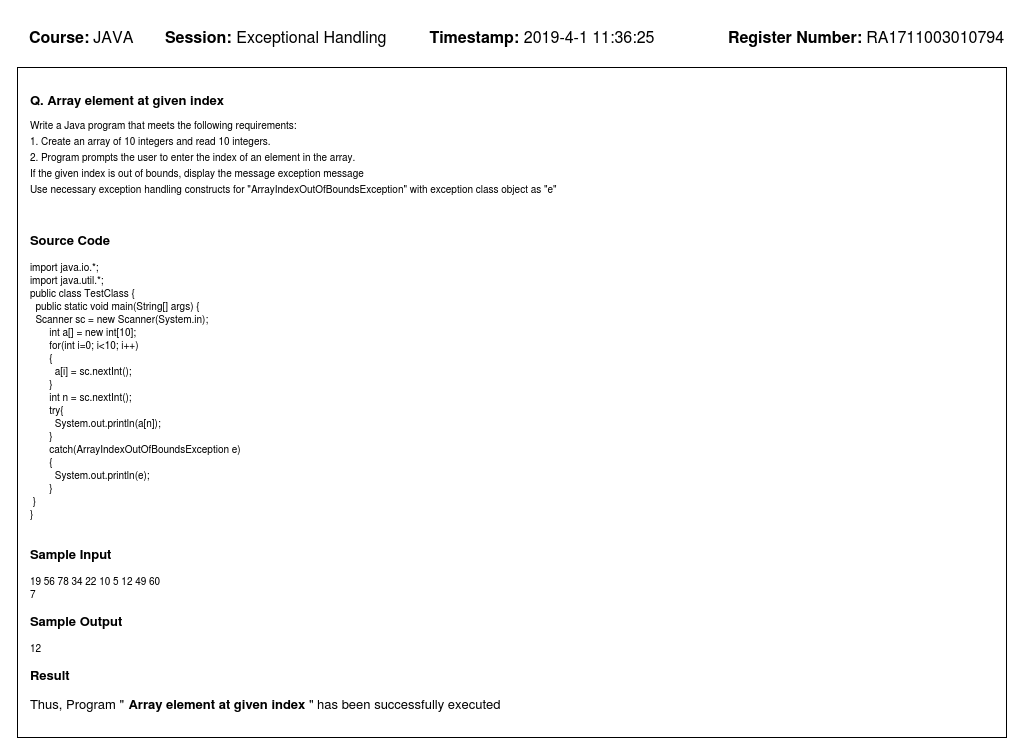 Course: JAVA Session: Exceptional Handling Timestamp: 2019-4-1 11:36:25 Register Number: RA1711003010794
Q. Array element at given index
Write a Java program that meets the following requirements:
1. Create an array of 10 integers and read 10 integers.
2. Program prompts the user to enter the index of an element in the array.
If the given index is out of bounds, display the message exception message
Use necessary exception handling constructs for "ArrayIndexOutOfBoundsException" with exception class object as "e"
Source Code
import java.io.*;
import java.util.*;
public class TestClass {
public static void main(String[] args) {
Scanner sc = new Scanner(System.in);
int a[] = new int[10];
for(int i=0; i<10; i++)
{
a[i] = sc.nextInt();
}
int n = sc.nextInt();
try{
System.out.println(a[n]);
}
catch(ArrayIndexOutOfBoundsException e)
{
System.out.println(e);
}
}
}
Sample Input
19 56 78 34 22 10 5 12 49 60
7
Sample Output
12
Result
Thus, Program " Array element at given index " has been successfully executed